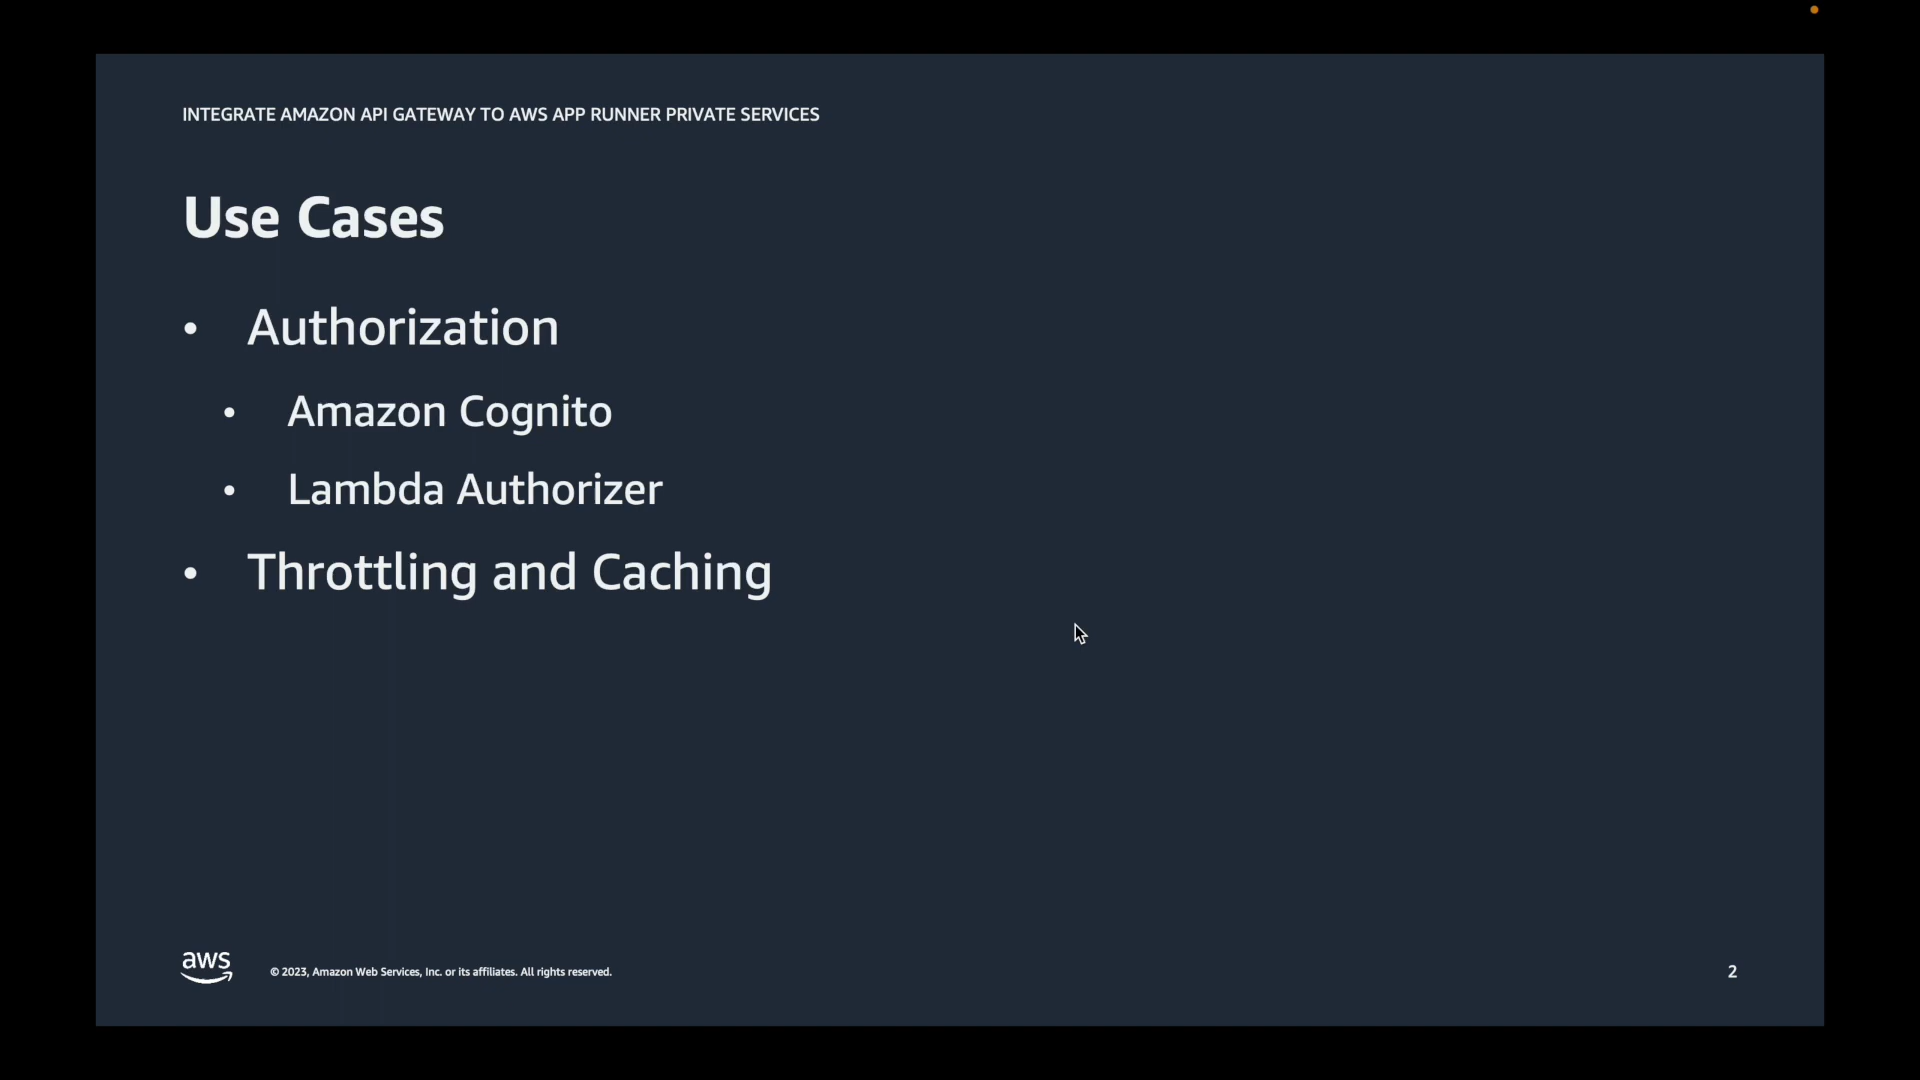 INTEGRATE AMAZON API GATEWAY TO AWS APP RUNNER PRIVATE SERVICES
Use Cases
• Authorization
• Amazon Cognito
• Lambda Authorizer
• Throttling and Caching
aws
© 2023, Amazon Web Services, Inc. or its affiliates. All rights reserved.
2